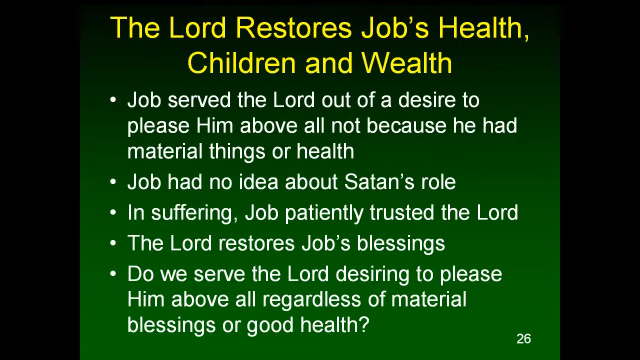 The Lord Restores Job's Health,
Children and Wealth
• Job served the Lord out of a desire to
please Him above all not because he had
material things or health
• Job had no idea about Satan's role
• In suffering, Job patiently trusted the Lord
• The Lord restores Job's blessings
• Do we serve the Lord desiring to please
Him above all regardless of material
blessings or good health?
26